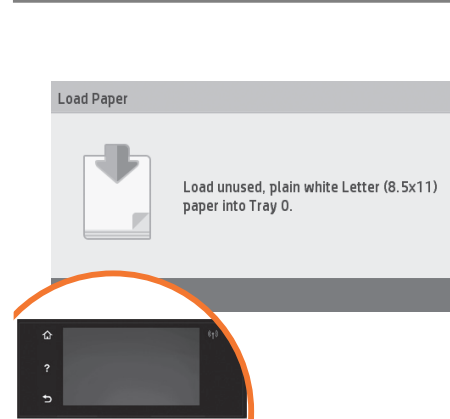 Load Paper
Load unused, plain white Letter (8.5x11)
paper into Tray 0.
?